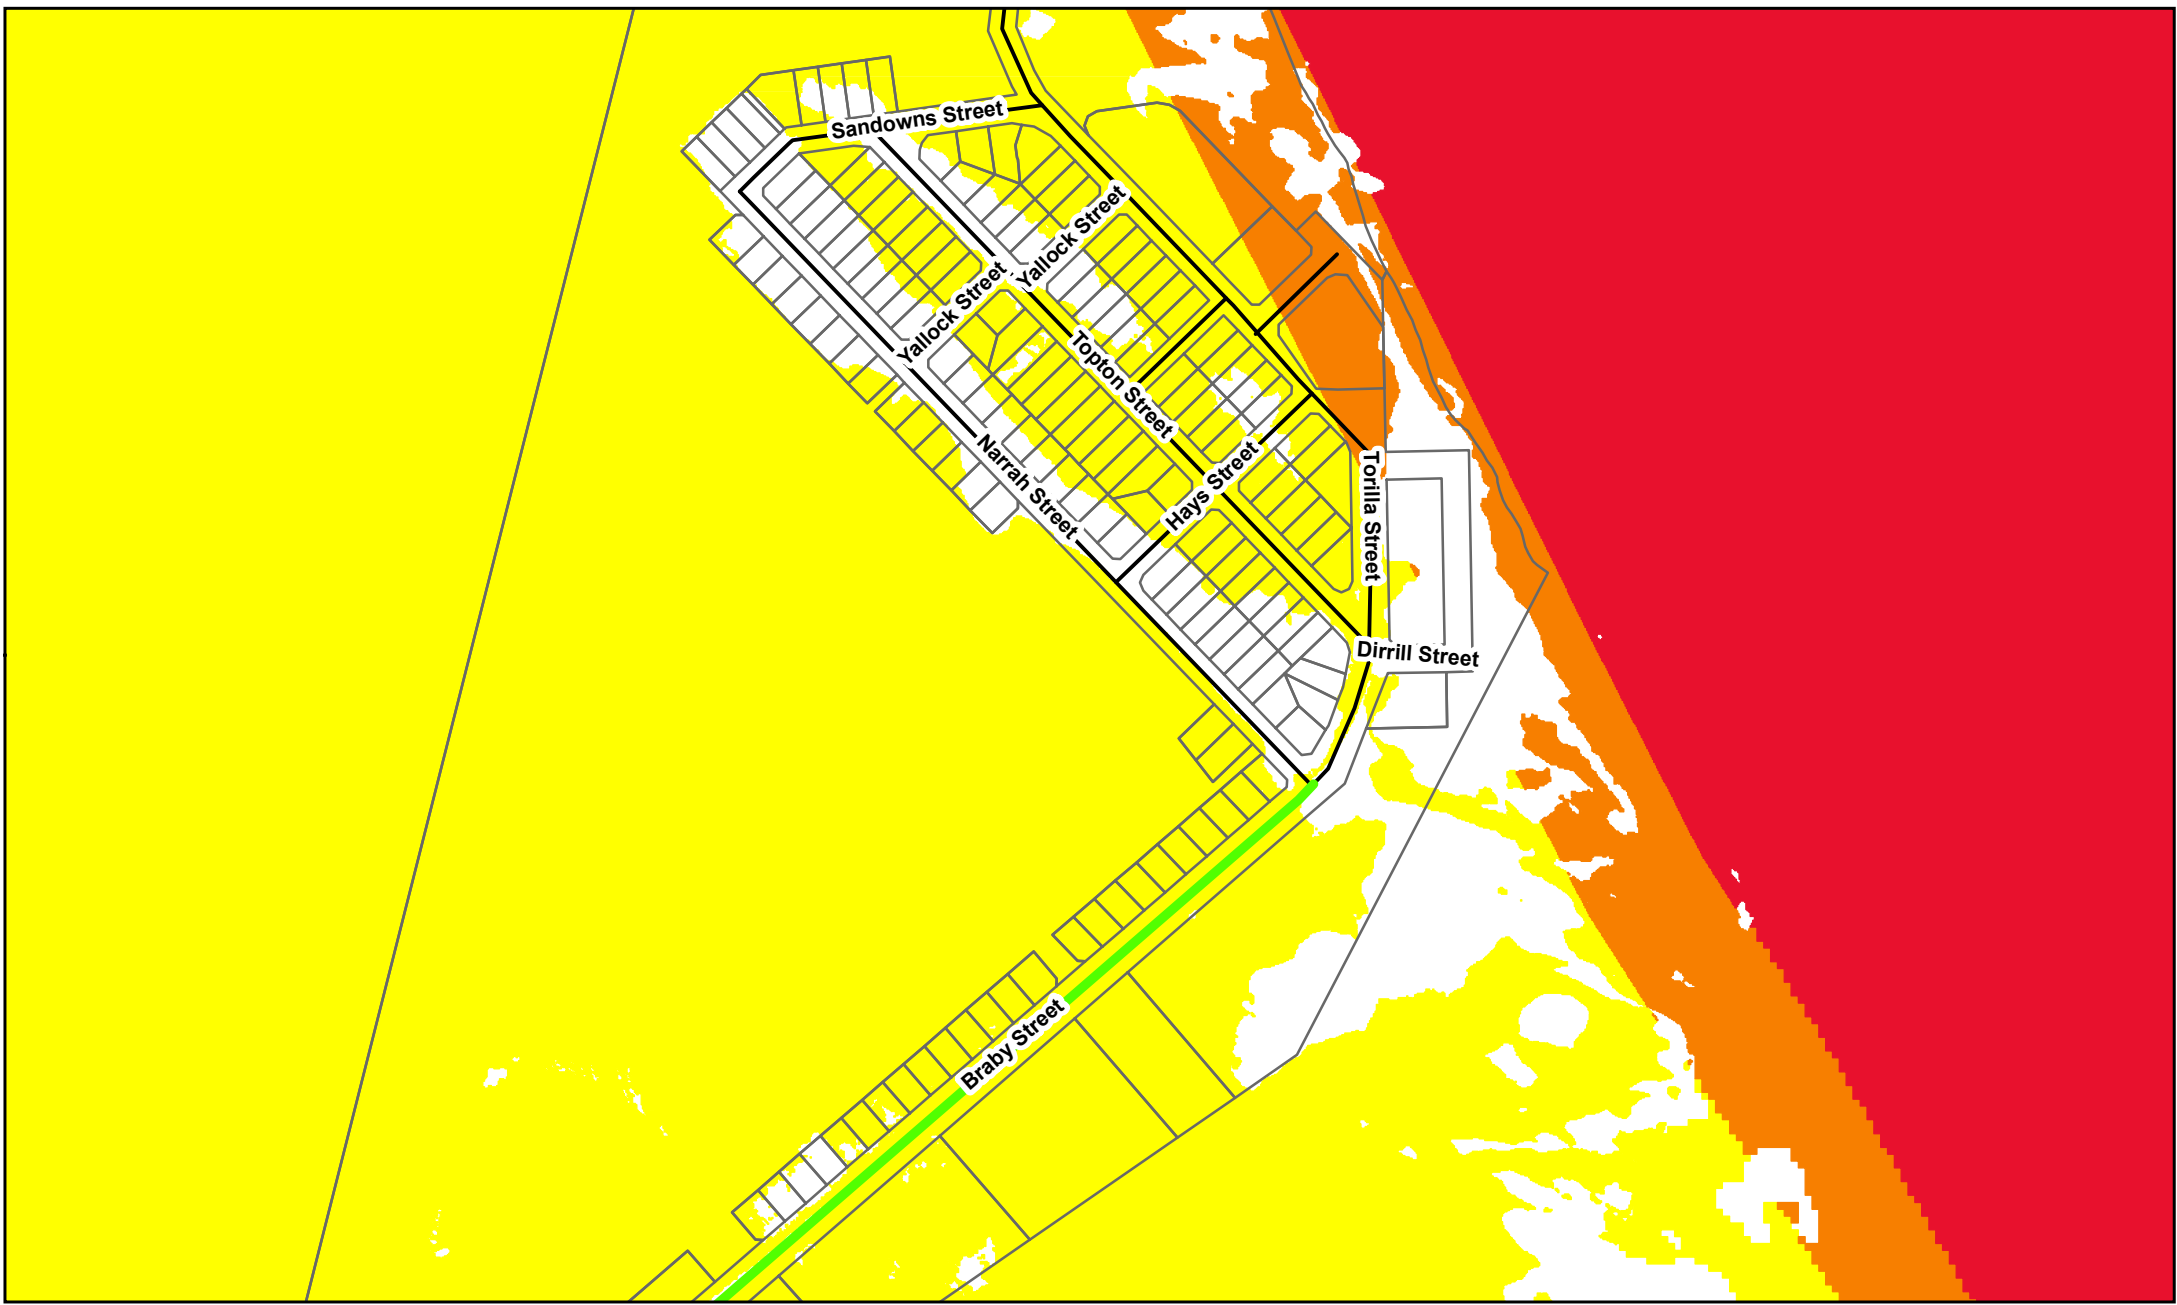 Sandowns Street
Yallock Street
Yallock Street
Topton Street
Narrah Street
Hays Street
Torilla Street
Dirrill Street
Braby Street